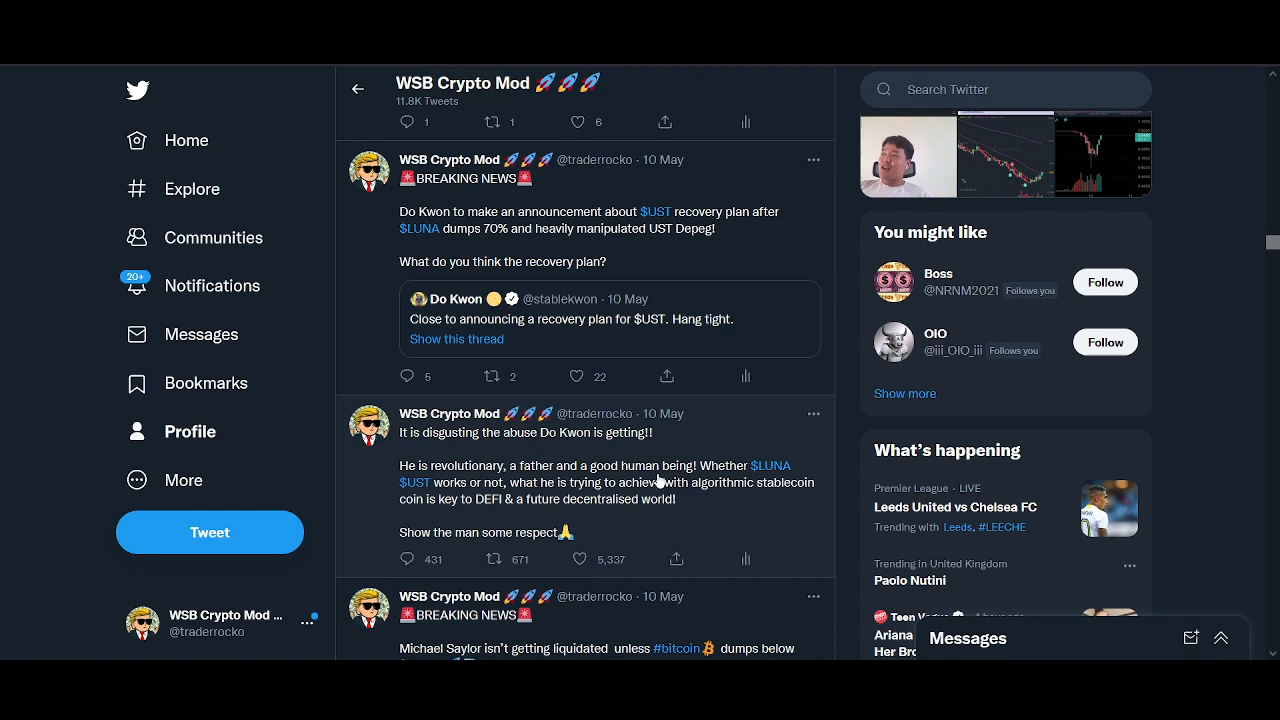 WSB Crypto Mod 🚀🚀🚀
11.8K Tweets
1
1
6
WSB Crypto Mod 🚀🚀🚀 @traderrocko · 10 May
🚨BREAKING NEWS🚨
Do Kwon to make an announcement about $UST recovery plan after
$LUNA dumps 70% and heavily manipulated UST Depeg!
What do you think the recovery plan?
Do Kwon @stablekwon · 10 May
Close to announcing a recovery plan for $UST. Hang tight.
Show this thread
5
2
22
WSB Crypto Mod 🚀🚀🚀 @traderrocko · 10 May
It is disgusting the abuse Do Kwon is getting!!
He is revolutionary, a father and a good human being! Whether $LUNA
$UST works or not, what he is trying to achieve with algorithmic stablecoin
coin is key to DEFI & a future decentralised world!
Show the man some respect🙏
431
671
5,337
WSB Crypto Mod 🚀🚀🚀 @traderrocko · 10 May
🚨BREAKING NEWS🚨
Michael Saylor isn't getting liquidated unless #bitcoin dumps below
Home
Explore
Communities
20+
Notifications
Messages
Bookmarks
Profile
More
Tweet
WSB Crypto Mod ...
@traderrocko
Search Twitter
You might like
Boss
@NRNM2021 Follows you
Follow
OIO
@iii_OIO_iii Follows you
Follow
Show more
What's happening
Premier League · LIVE
Leeds United vs Chelsea FC
Trending with Leeds, #LEECHE
Trending in United Kingdom
Paolo Nutini
Teen
Ariana
Her Bro
Messages